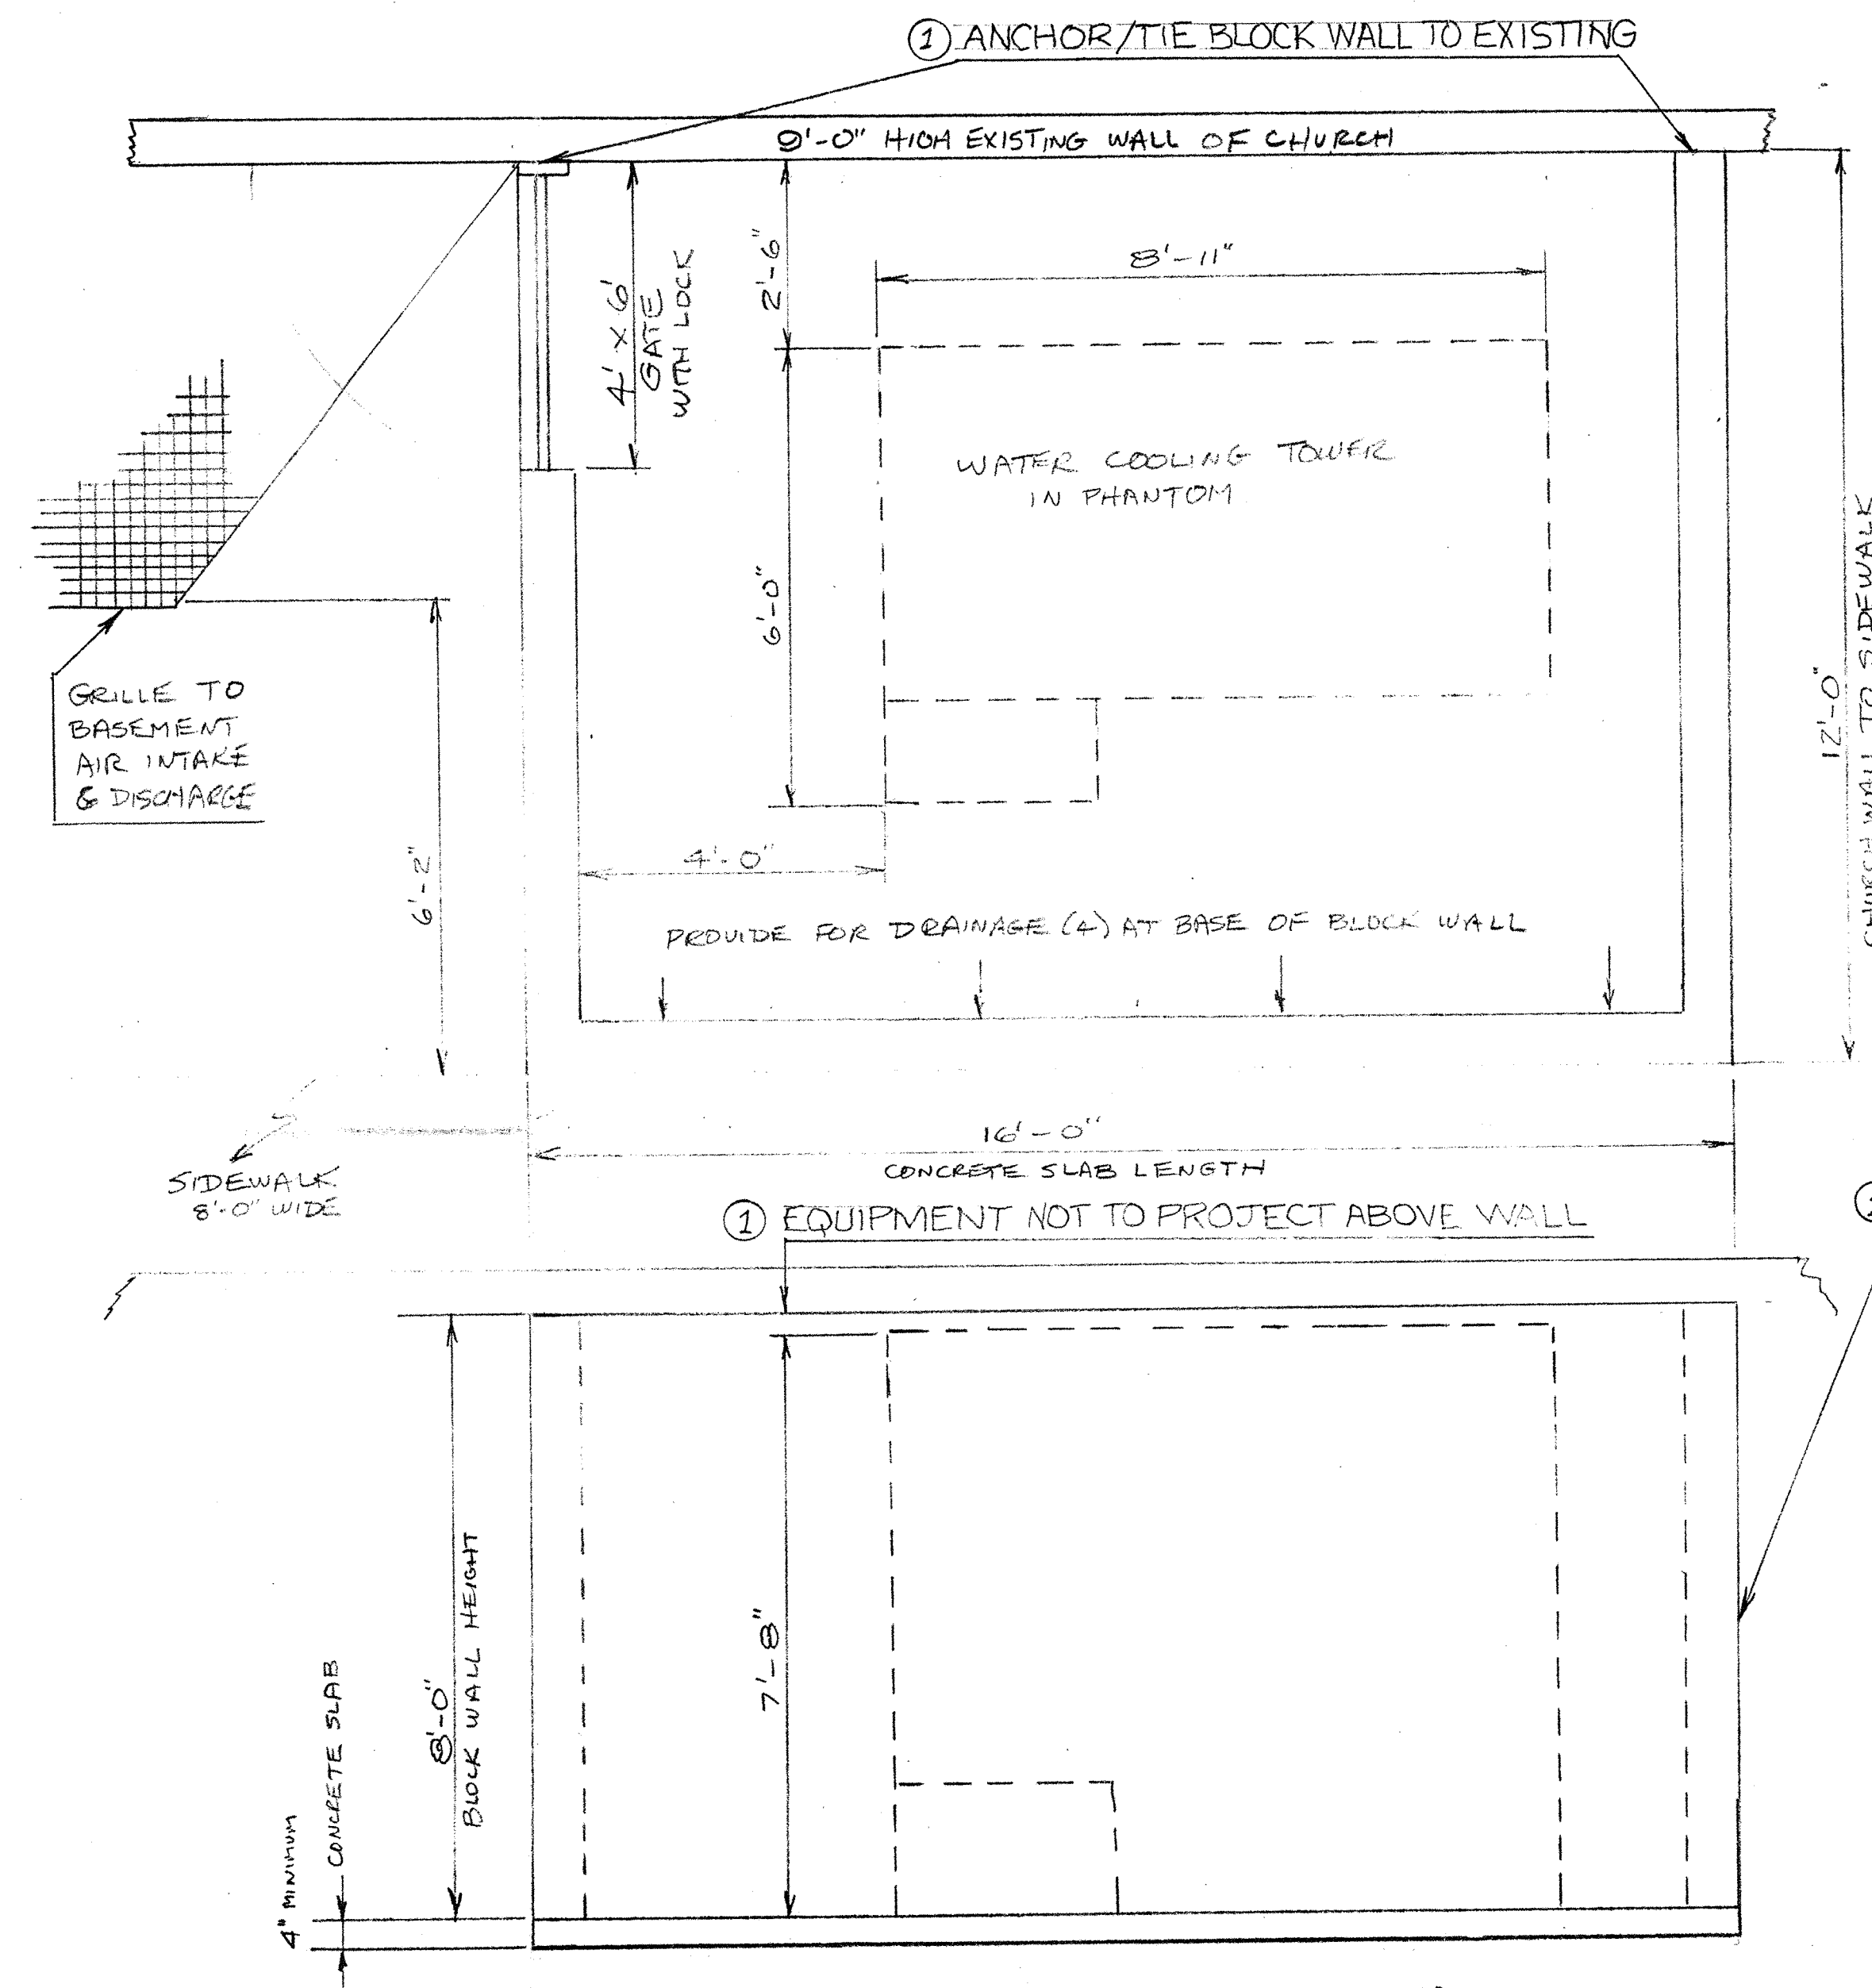 ① ANCHOR/TIE BLOCK WALL TO EXISTING
9'-0" HIGH EXISTING WALL OF CHURCH
4' X 6'
GATE
WITH LOCK
2'-6"
8'-11"
WATER COOLING TOWER
IN PHANTOM
6'-0"
GRILLE TO
BASEMENT
AIR INTAKE
& DISCHARGE
6'-2"
4'-0"
12'-0"
CHURCH WALL TO SIDEWALK
PROVIDE FOR DRAINAGE (4) AT BASE OF BLOCK WALL
SIDEWALK
8'-0" WIDE
16'-0"
CONCRETE SLAB LENGTH
① EQUIPMENT NOT TO PROJECT ABOVE WALL
8'-0"
BLOCK WALL HEIGHT
7'-8"
4" MINIMUM
CONCRETE SLAB